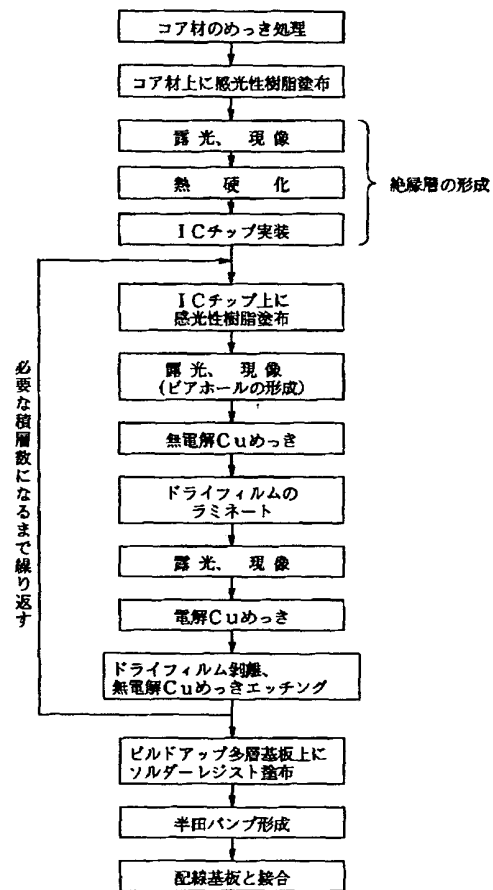 コア材のめっき処理
コア材上に感光性樹脂塗布
露光、現像
熱硬化
ICチップ実装
絶縁層の形成
ICチップ上に
感光性樹脂塗布
露光、現像
(ビアホールの形成)
無電解Cuめっき
ドライフィルムの
ラミネート
露光、現像
電解Cuめっき
ドライフィルム剥離、
無電解Cuめっきエッチング
必要な積層数になるまで繰り返す
ビルドアップ多層基板上に
ソルダーレジスト塗布
半田バンプ形成
配線基板と接合